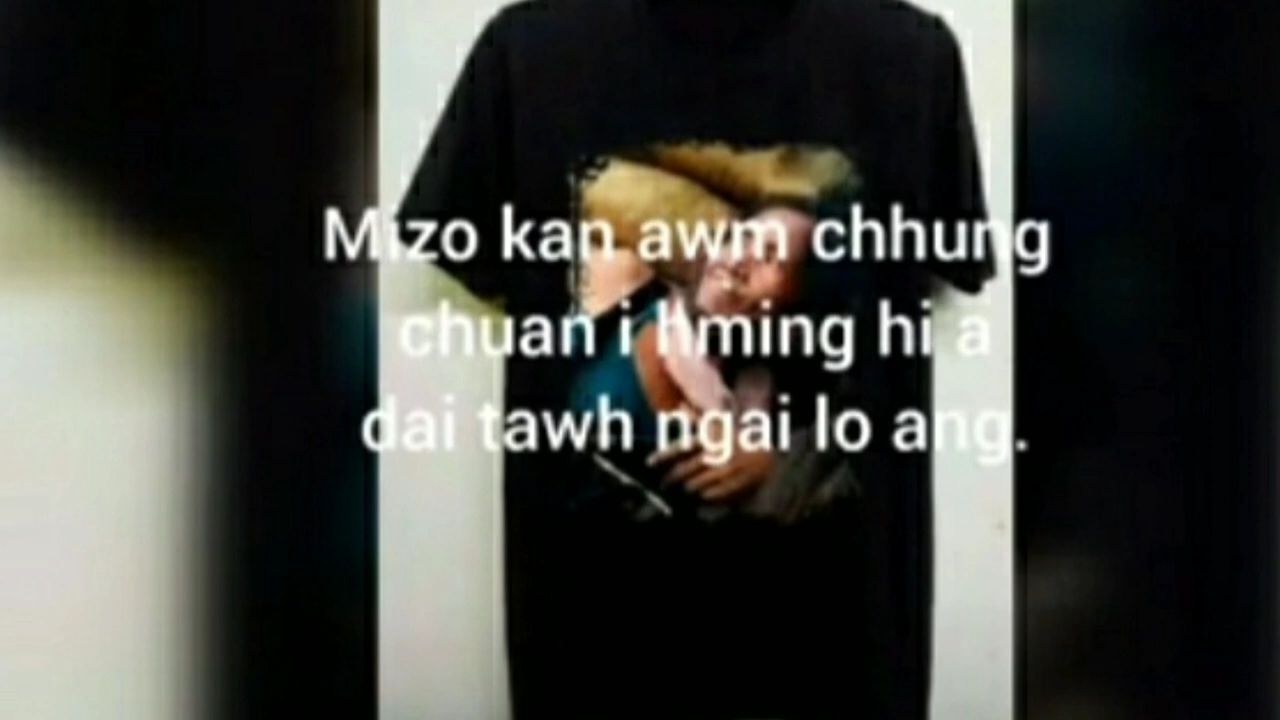 Mizo kan awm chhung
chuan i hming hi a
dai tawh ngai lo ang.